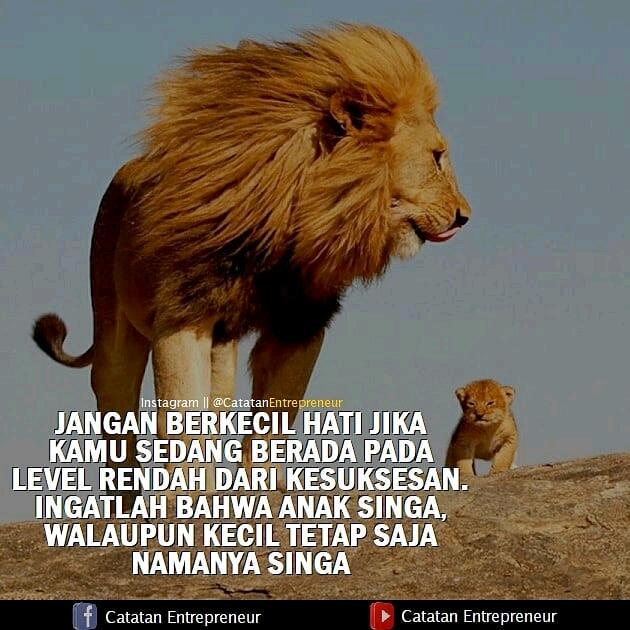 Instagram || @CatatanEntrepreneur
JANGAN BERKECIL HATI JIKA
KAMU SEDANG BERADA PADA
LEVEL RENDAH DARI KESUKSESAN.
INGATLAH BAHWA ANAK SINGA,
WALAUPUN KECIL TETAP SAJA
NAMANYA SINGA
Catatan Entrepreneur
Catatan Entrepreneur